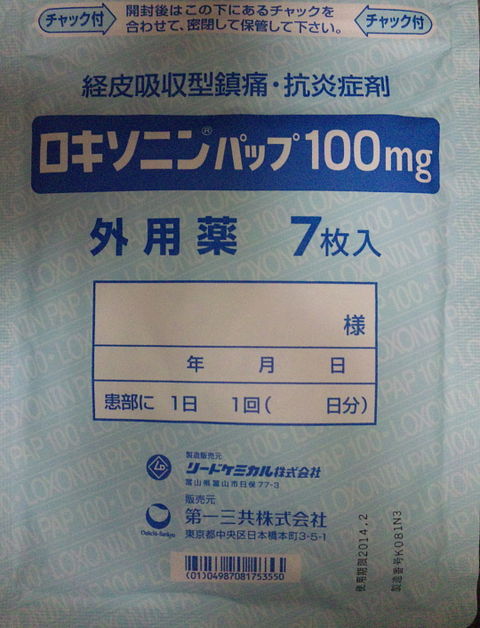 チャック付
開封後はこの下にあるチャックを
合わせて、密閉して保管して下さい。
チャック付
経皮吸収型鎮痛・抗炎症剤
ロキソニン®パップ100mg
外用薬 7枚入
様
年 月 日
患部に 1日 1回( 日分)
製造販売元
リードケミカル株式会社
富山県富山市日俣77-3
販売元
第一三共株式会社
東京都中央区日本橋本町3-5-1
Daiichi-Sankyo
(01)04987081753550
使用期限2014.2
製造番号K081N3
LOXONIN PAP 100